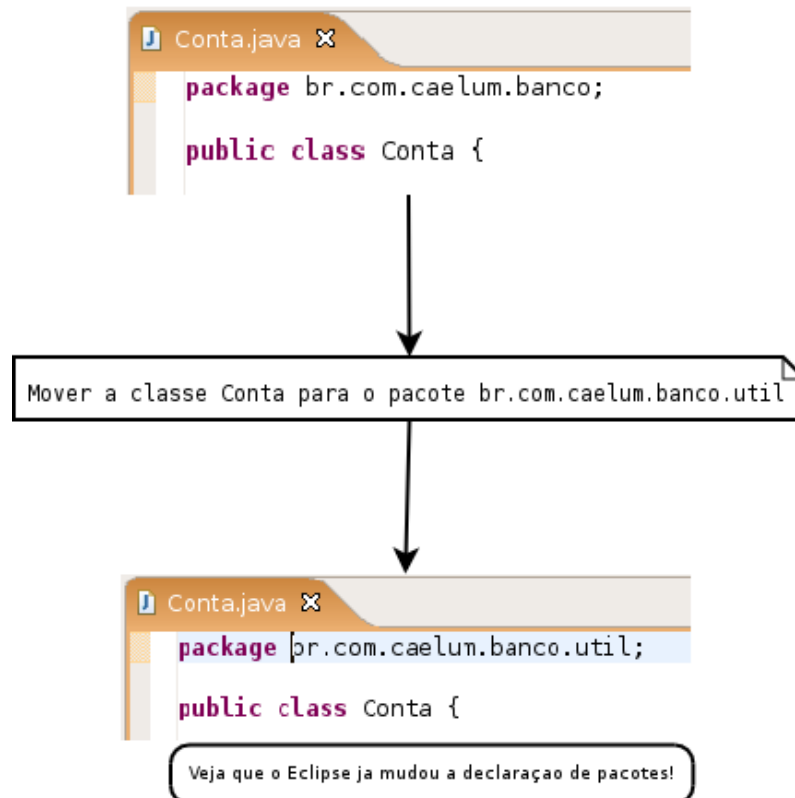 Conta.java
package br.com.caelum.banco;
public class Conta {
Mover a classe Conta para o pacote br.com.caelum.banco.util
Conta.java
package br.com.caelum.banco.util;
public class Conta {
Veja que o Eclipse ja mudou a declaraçao de pacotes!